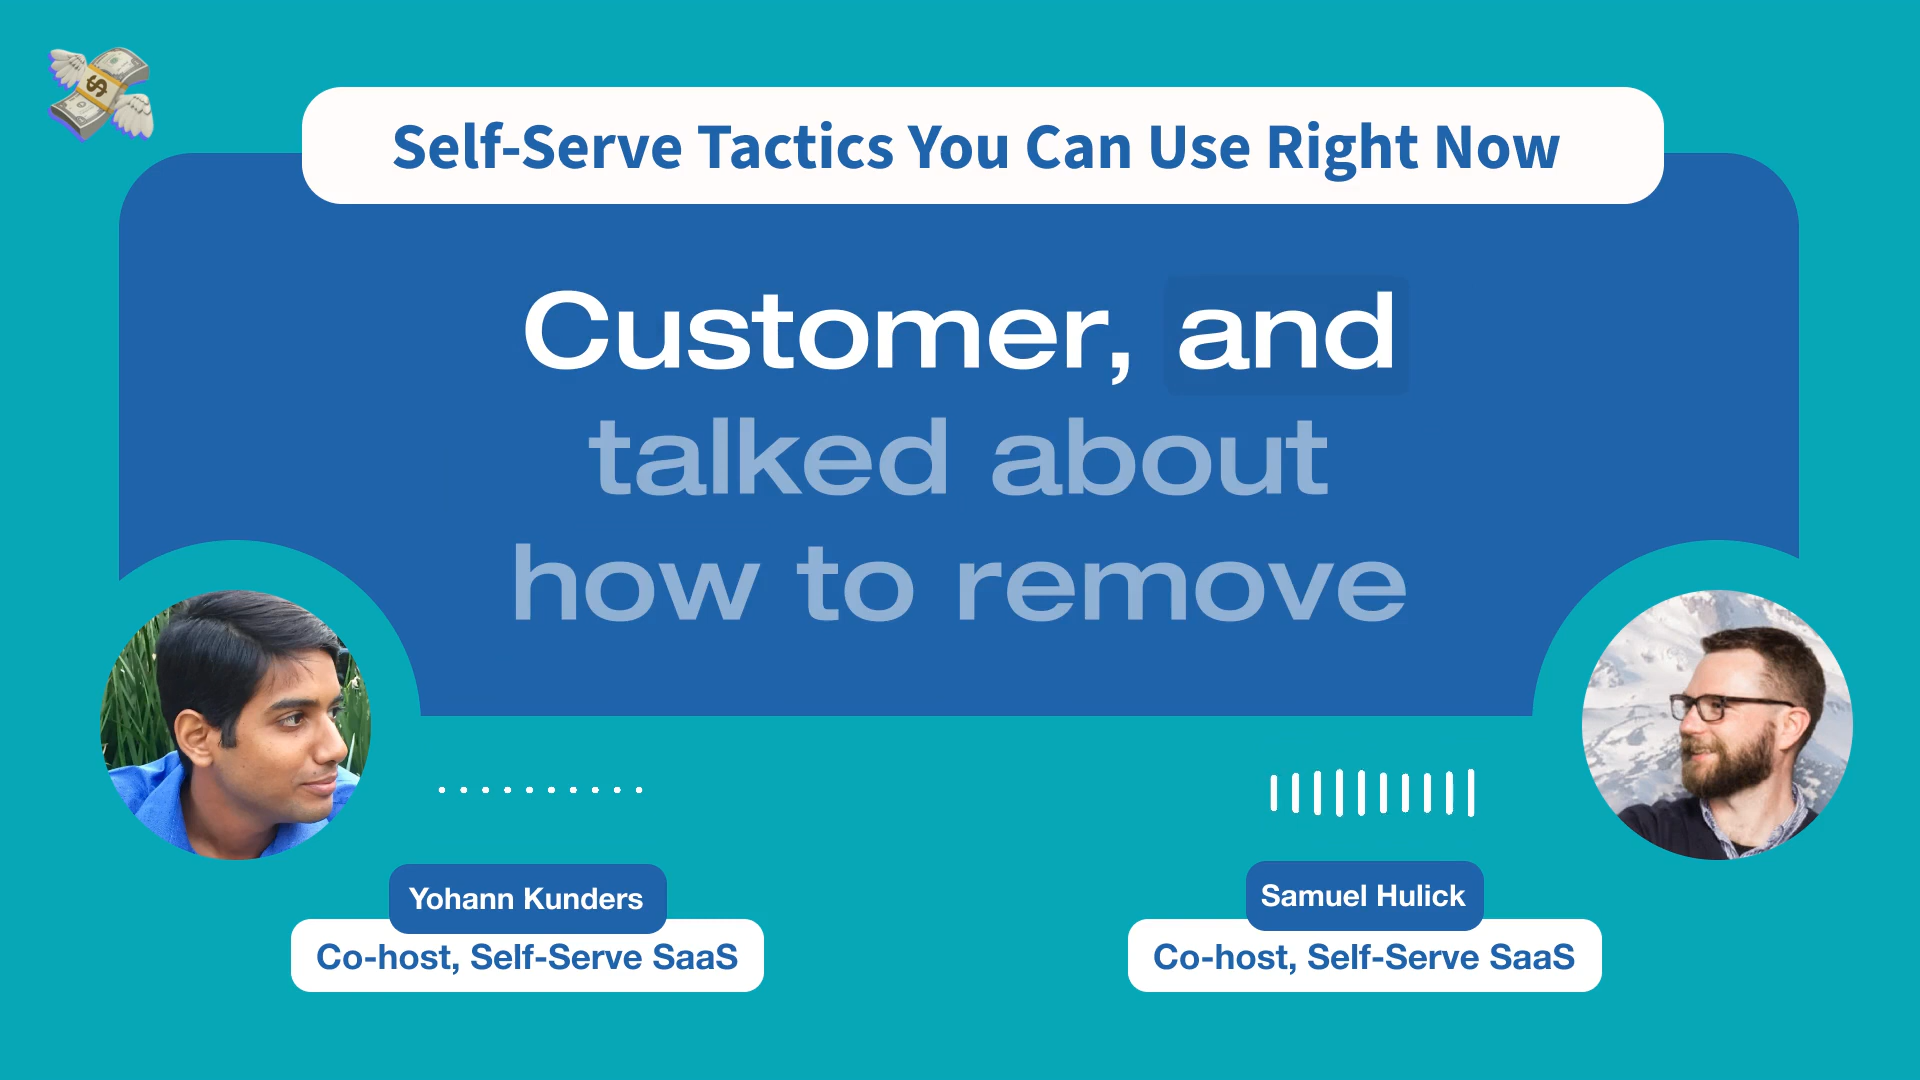 Self-Serve Tactics You Can Use Right Now
Customer, and
talked about
how to remove
Yohann Kunders
Co-host, Self-Serve SaaS
Samuel Hulick
Co-host, Self-Serve SaaS